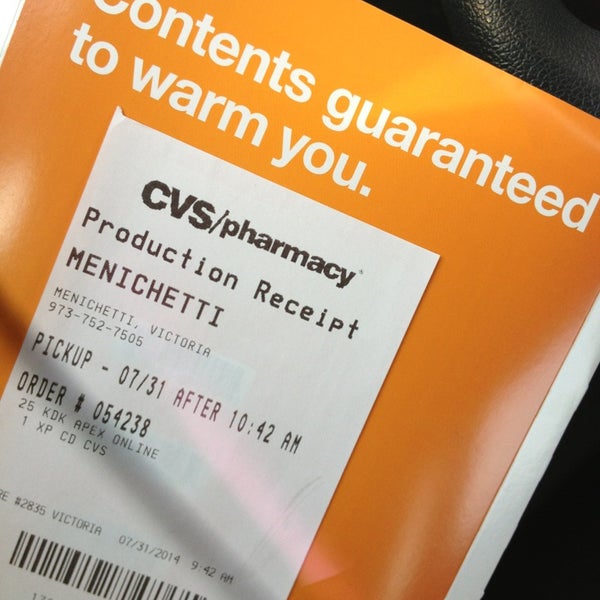 Contents guaranteed
to warm you.
CVS/pharmacy
Production Receipt
MENICHETTI
MENICHETTI, VICTORIA
973-752-7505
PICKUP - 07/31 AFTER 10:42 AM
ORDER # 054238
25 KDK APEX ONLINE
1 XP CD CVS
#2835 VICTORIA 07/31/2014 9:42 AM